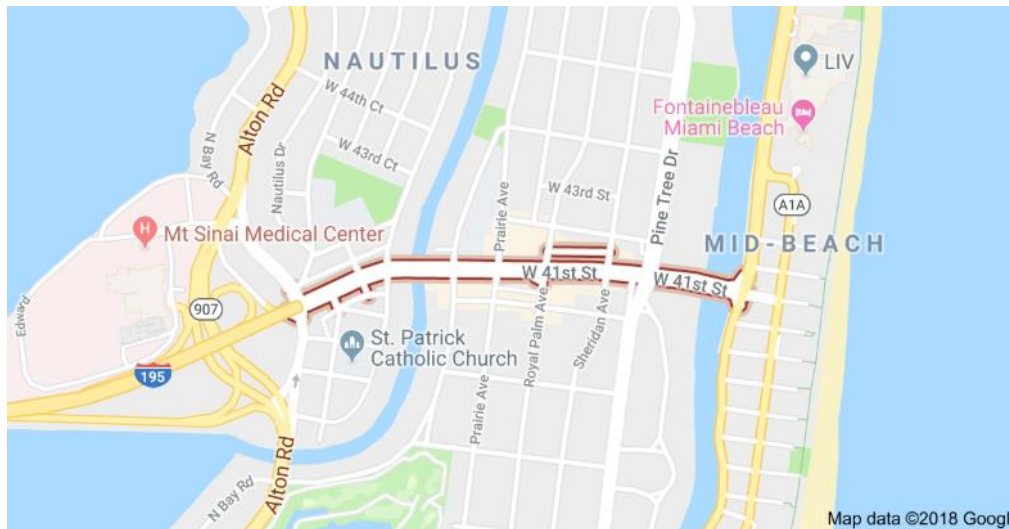 NAUTILUS
W 44th Ct
Alton Rd
W 43rd Ct
N Bay Rd
Nautilus Dr
LIV
Fontainebleau
Miami Beach
Prairie Ave
W 43rd St
Pine Tree Dr
A1A
H
Mt Sinai Medical Center
MID-BEACH
W 41st St
W 41st St
Edward
907
St. Patrick
Catholic Church
Royal Palm Ave
Sheridan Ave
195
Prairie Ave
Alton Rd
N Bay Rd
Map data ©2018 Googl